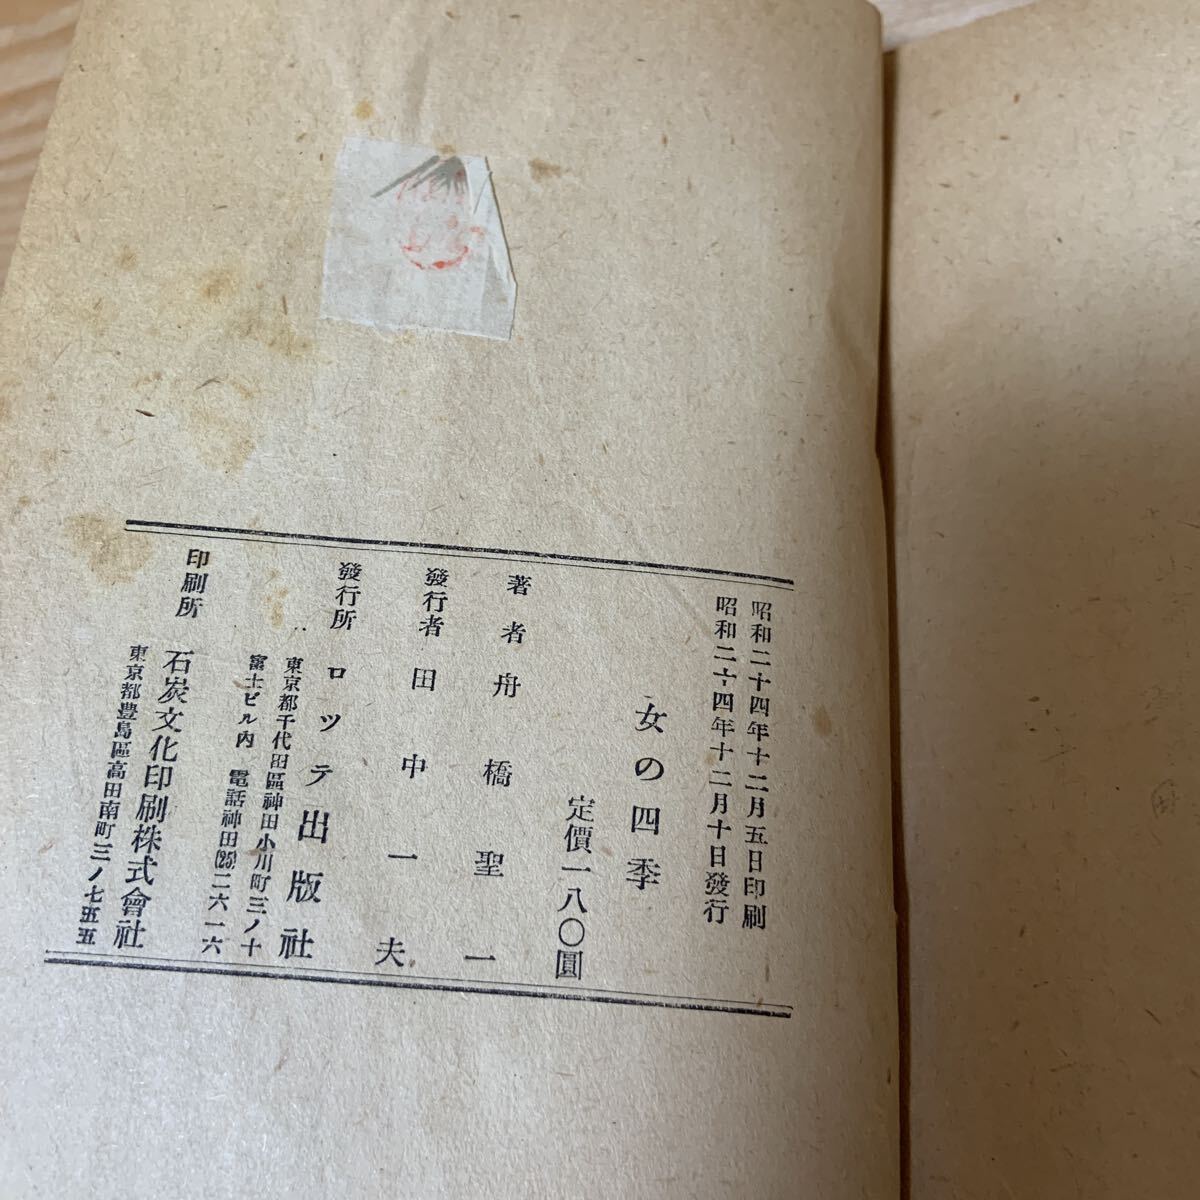 昭和二十四年十二月五日印刷
昭和二十四年十二月十日發行
女の四季
定價一八〇圓
著者 舟橋聖一
發行者 田中一夫
發行所 ロツテ出版社
東京都千代田區神田小川町三ノ十
富士ビル内 電話神田(25)二六一六
印刷所 石炭文化印刷株式會社
東京都豊島區高田南町三ノ七五五